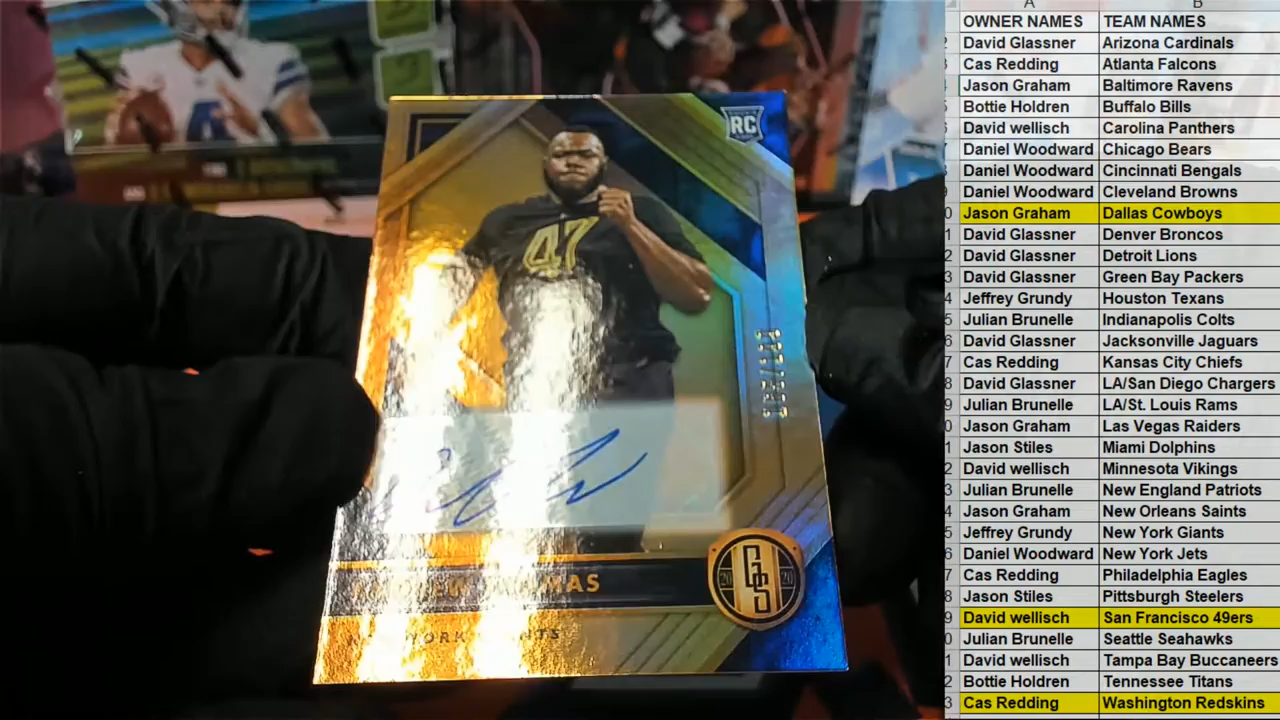 RC
47
MAS
NEW YORK GIANTS
20 GS 20
A B
OWNER NAMES TEAM NAMES
David Glassner Arizona Cardinals
Cas Redding Atlanta Falcons
Jason Graham Baltimore Ravens
Bottie Holdren Buffalo Bills
David wellisch Carolina Panthers
Daniel Woodward Chicago Bears
Daniel Woodward Cincinnati Bengals
Daniel Woodward Cleveland Browns
Jason Graham Dallas Cowboys
David Glassner Denver Broncos
David Glassner Detroit Lions
David Glassner Green Bay Packers
Jeffrey Grundy Houston Texans
Julian Brunelle Indianapolis Colts
David Glassner Jacksonville Jaguars
Cas Redding Kansas City Chiefs
David Glassner LA/San Diego Chargers
Julian Brunelle LA/St. Louis Rams
Jason Graham Las Vegas Raiders
Jason Stiles Miami Dolphins
David wellisch Minnesota Vikings
Julian Brunelle New England Patriots
Jason Graham New Orleans Saints
Jeffrey Grundy New York Giants
Daniel Woodward New York Jets
Cas Redding Philadelphia Eagles
Jason Stiles Pittsburgh Steelers
David wellisch San Francisco 49ers
Julian Brunelle Seattle Seahawks
David wellisch Tampa Bay Buccaneers
Bottie Holdren Tennessee Titans
Cas Redding Washington Redskins